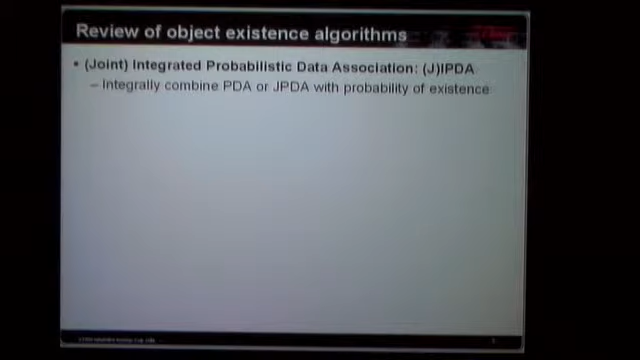 Review of object existence algorithms
• (Joint) Integrated Probabilistic Data Association: (J)IPDA
– Integrally combine PDA or JPDA with probability of existence